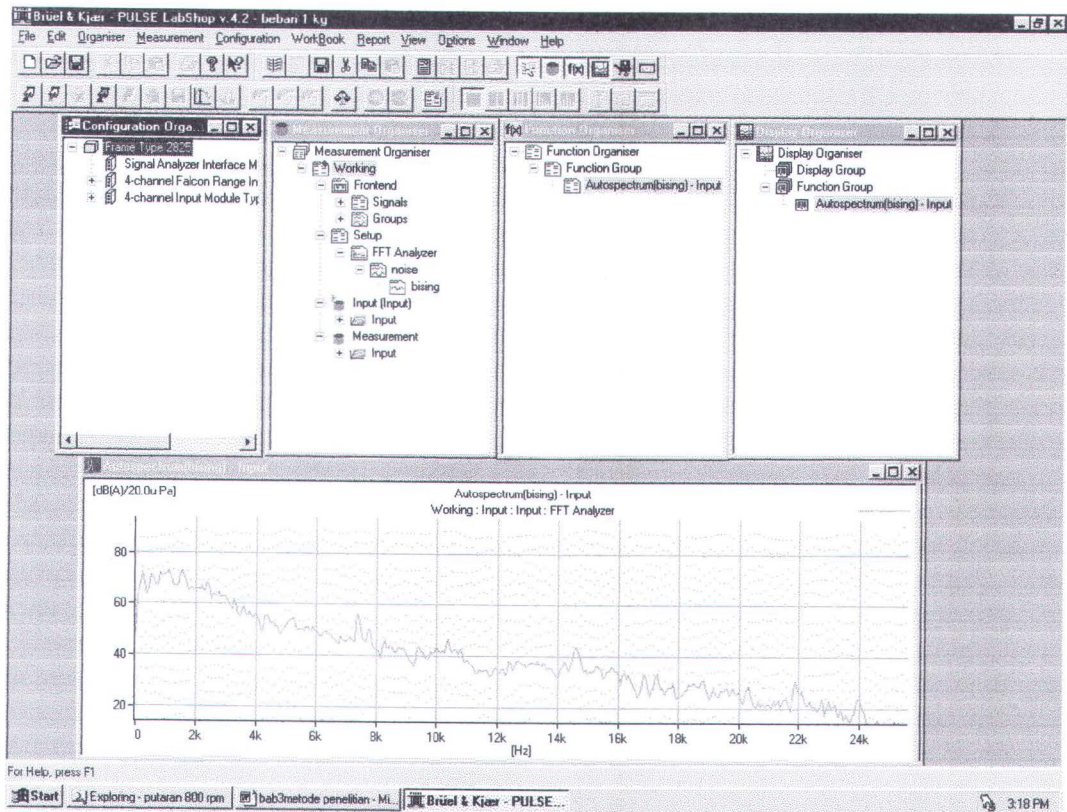 Brüel & Kjær - PULSE LabShop v.4.2 - beban 1 kg
File Edit Organiser Measurement Configuration WorkBook Report View Options Window Help
Configuration Orga...
Frame Type 2825
Signal Analyzer Interface M
4-channel Falcon Range In
4-channel Input Module Typ
Measurement Organiser
Measurement Organiser
Working
Frontend
Signals
Groups
Setup
FFT Analyzer
noise
bising
Input (Input)
Input
Measurement
Input
f(x) Function Organiser
Function Organiser
Function Group
Autospectrum(bising) - Input
Display Organiser
Display Organiser
Display Group
Function Group
Autospectrum(bising) - Input
Autospectrum(bising) - Input
[dB(A)/20.0u Pa]
Autospectrum(bising) - Input
Working : Input : Input : FFT Analyzer
80
60
40
20
0 2k 4k 6k 8k 10k 12k 14k 16k 18k 20k 22k 24k
[Hz]
For Help, press F1
Start Exploring - putaran 800 rpm bab3metode penelitian - Mi... Brüel & Kjær - PULSE... 3:18 PM